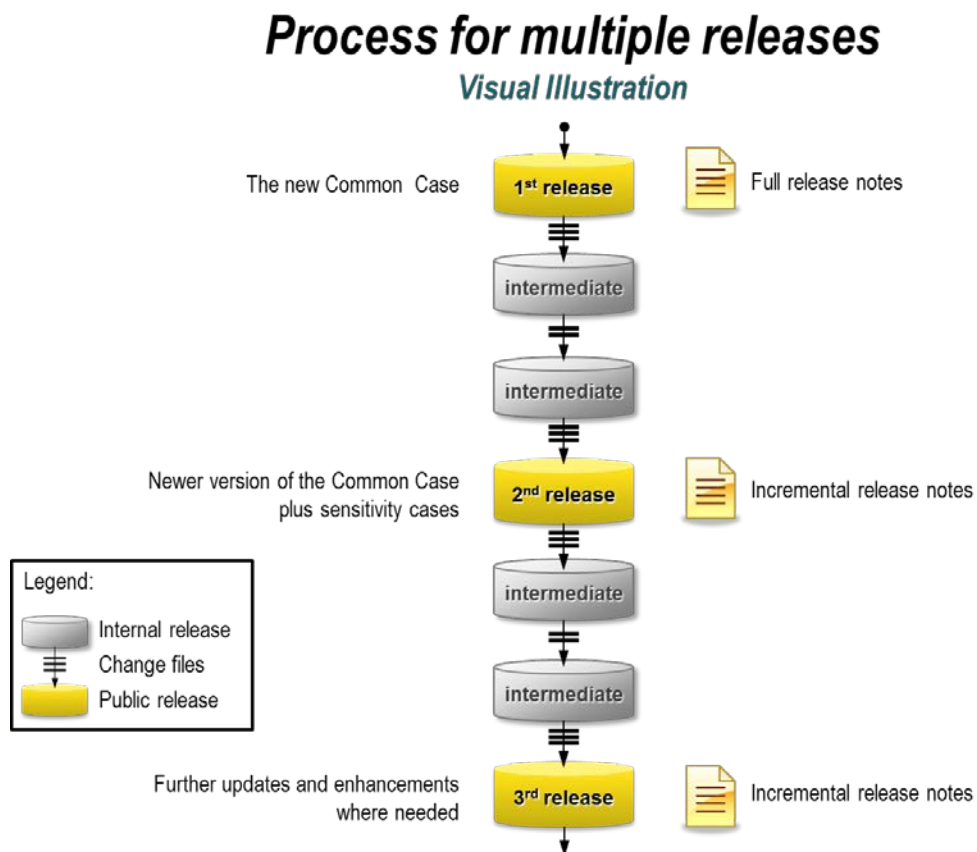 Process for multiple releases
Visual Illustration
The new Common Case
1st release
Full release notes
intermediate
intermediate
Newer version of the Common Case
plus sensitivity cases
2nd release
Incremental release notes
Legend:
Internal release
Change files
Public release
intermediate
intermediate
Further updates and enhancements
where needed
3rd release
Incremental release notes